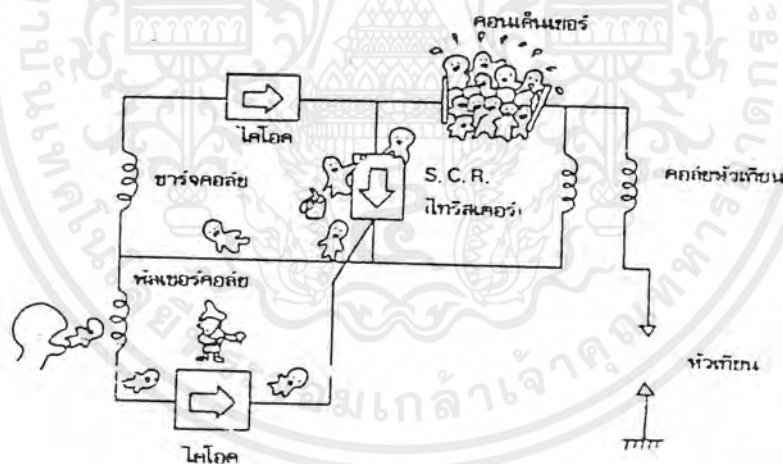 คอนเด็นเซอร์
ไดโอด
ชาร์จคอล์ย
S.C.R.
(ไทริสเตอร์)
คอล์ยหัวเทียน
พัลเซอร์คอล์ย
หัวเทียน
ไดโอด